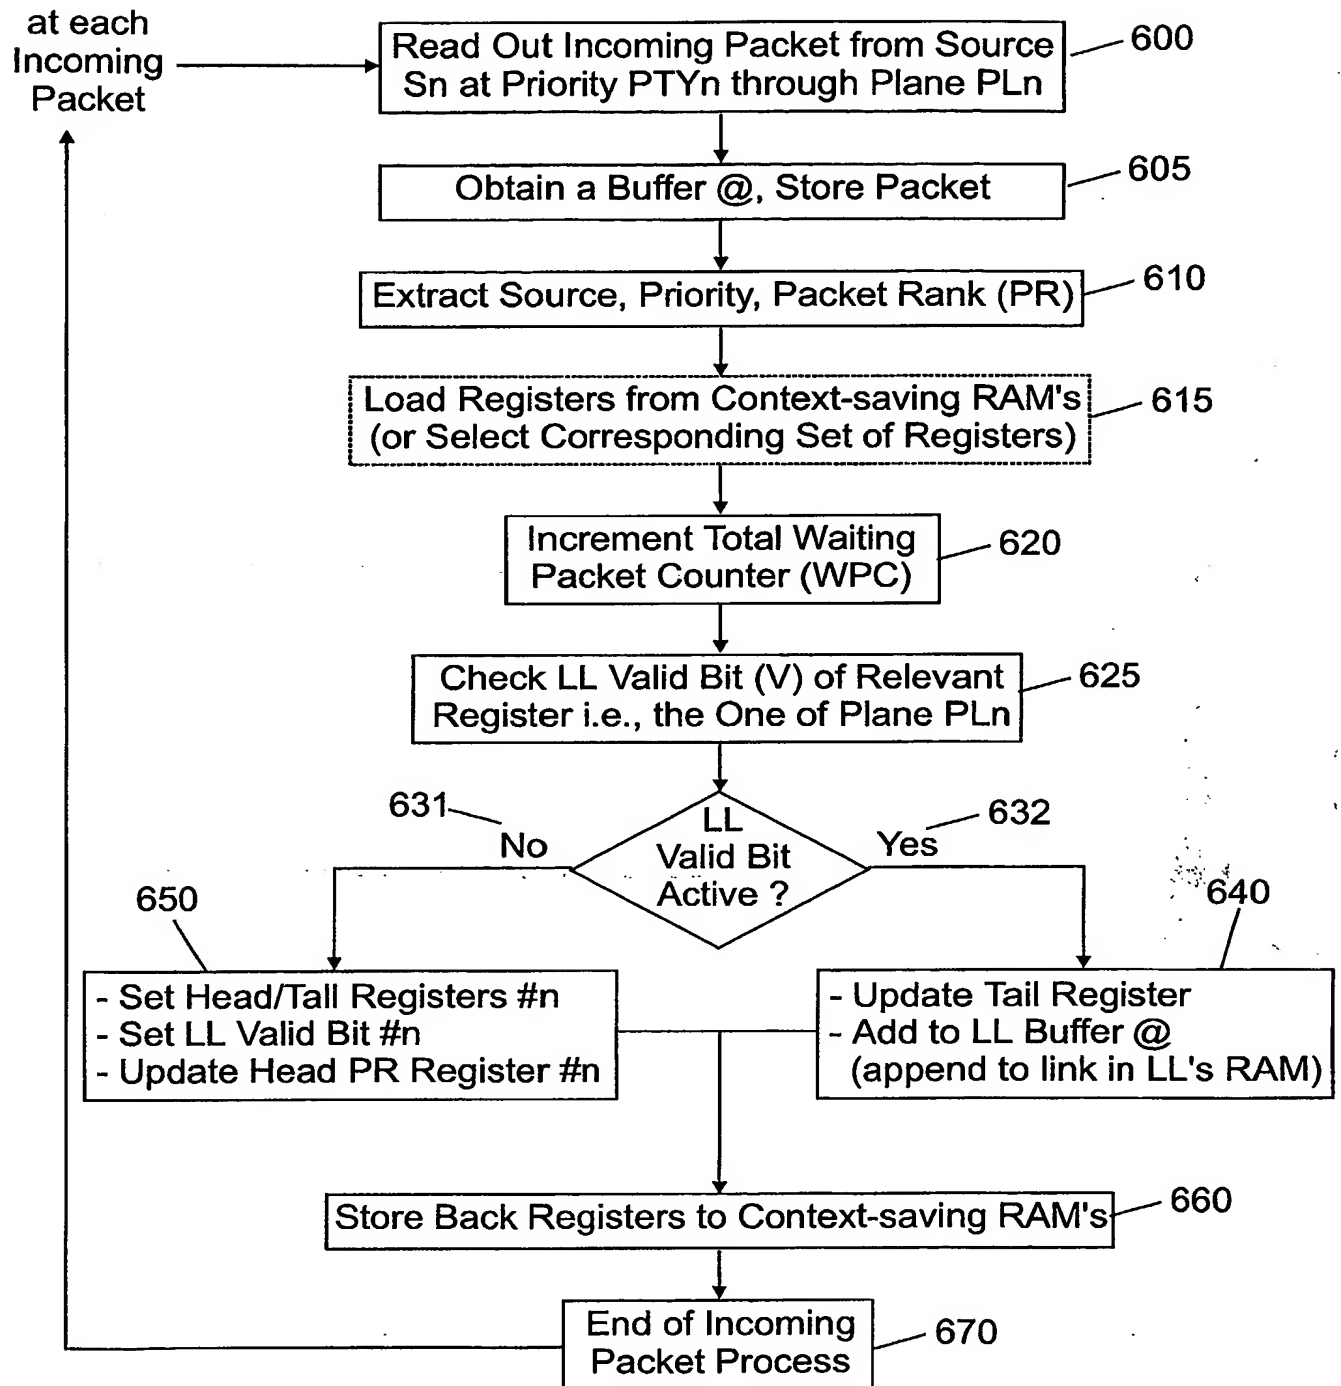 at each
Incoming
Packet
Read Out Incoming Packet from Source
Sn at Priority PTYn through Plane PLn
600
Obtain a Buffer @, Store Packet
605
Extract Source, Priority, Packet Rank (PR)
610
Load Registers from Context-saving RAM's
(or Select Corresponding Set of Registers)
615
Increment Total Waiting
Packet Counter (WPC)
620
Check LL Valid Bit (V) of Relevant
Register i.e., the One of Plane PLn
625
631
No
LL
Valid Bit
Active ?
Yes
632
650
- Set Head/Tall Registers #n
- Set LL Valid Bit #n
- Update Head PR Register #n
640
- Update Tail Register
- Add to LL Buffer @
(append to link in LL's RAM)
Store Back Registers to Context-saving RAM's
660
End of Incoming
Packet Process
670